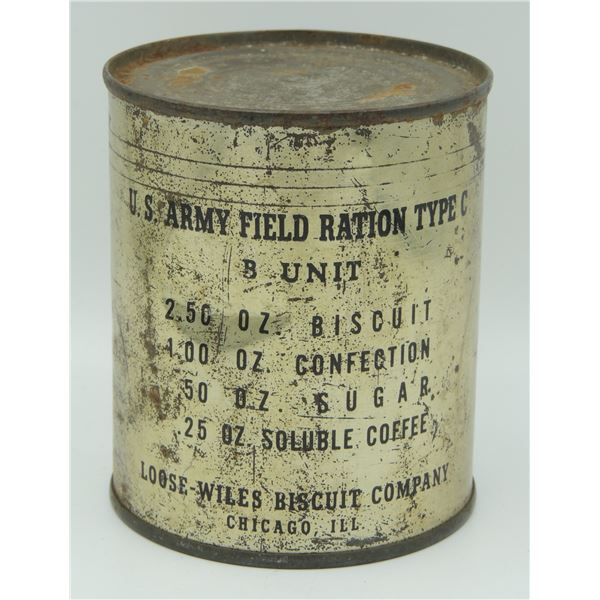 U.S. ARMY FIELD RATION TYPE C
B UNIT
2.50 OZ. BISCUIT
1.00 OZ. CONFECTION
.50 OZ. SUGAR
.25 OZ. SOLUBLE COFFEE
LOOSE-WILES BISCUIT COMPANY
CHICAGO, ILL.